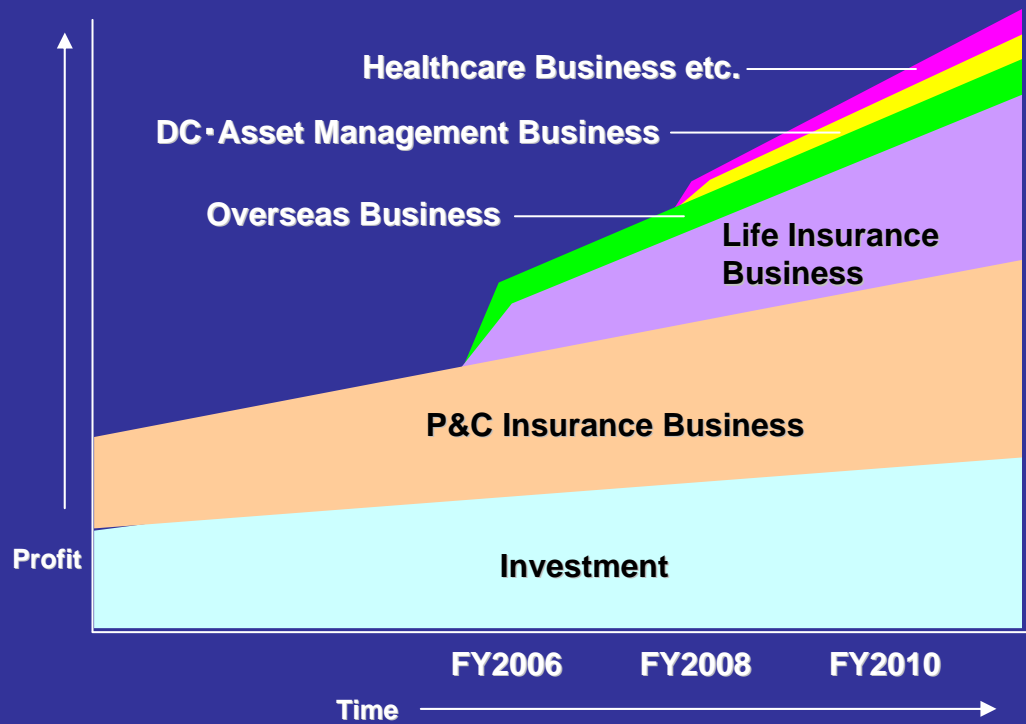 Healthcare Business etc.
DC・Asset Management Business
Overseas Business
Life Insurance
Business
P&C Insurance Business
Investment
Profit
FY2006 FY2008 FY2010
Time